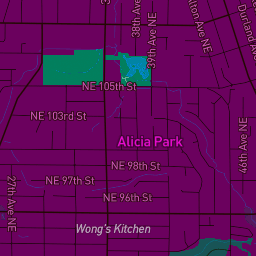 38th Ave NE
39th Ave NE
Durland Ave NE
NE 105th St
NE 103rd St
Alicia Park
NE 98th St
46th Ave NE
27th Ave NE
NE 97th St
NE 96th St
Wong's Kitchen